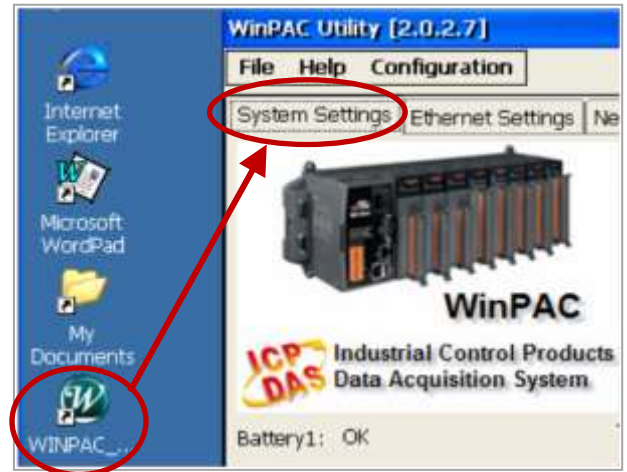 Internet
Explorer
Microsoft
WordPad
My
Documents
WINPAC_...
WinPAC Utility [2.0.2.7]
File Help Configuration
System Settings Ethernet Settings Ne
WinPAC
ICP DAS
Industrial Control Products
Data Acquisition System
Battery1: OK